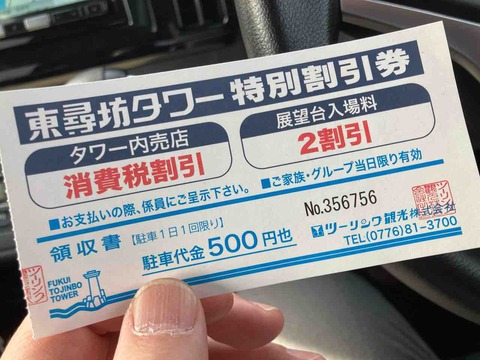 東尋坊タワー 特別割引券
タワー内売店
消費税割引
展望台入場料
2割引
■お支払いの際、係員にご呈示下さい。
■ご家族・グループ当日限り有効
領収書【駐車1日1回限り】
No.356756
駐車代金500円也
ツーリング観光株式会社
TEL(0776)81-3700
FUKUI
TOJINBO
TOWER